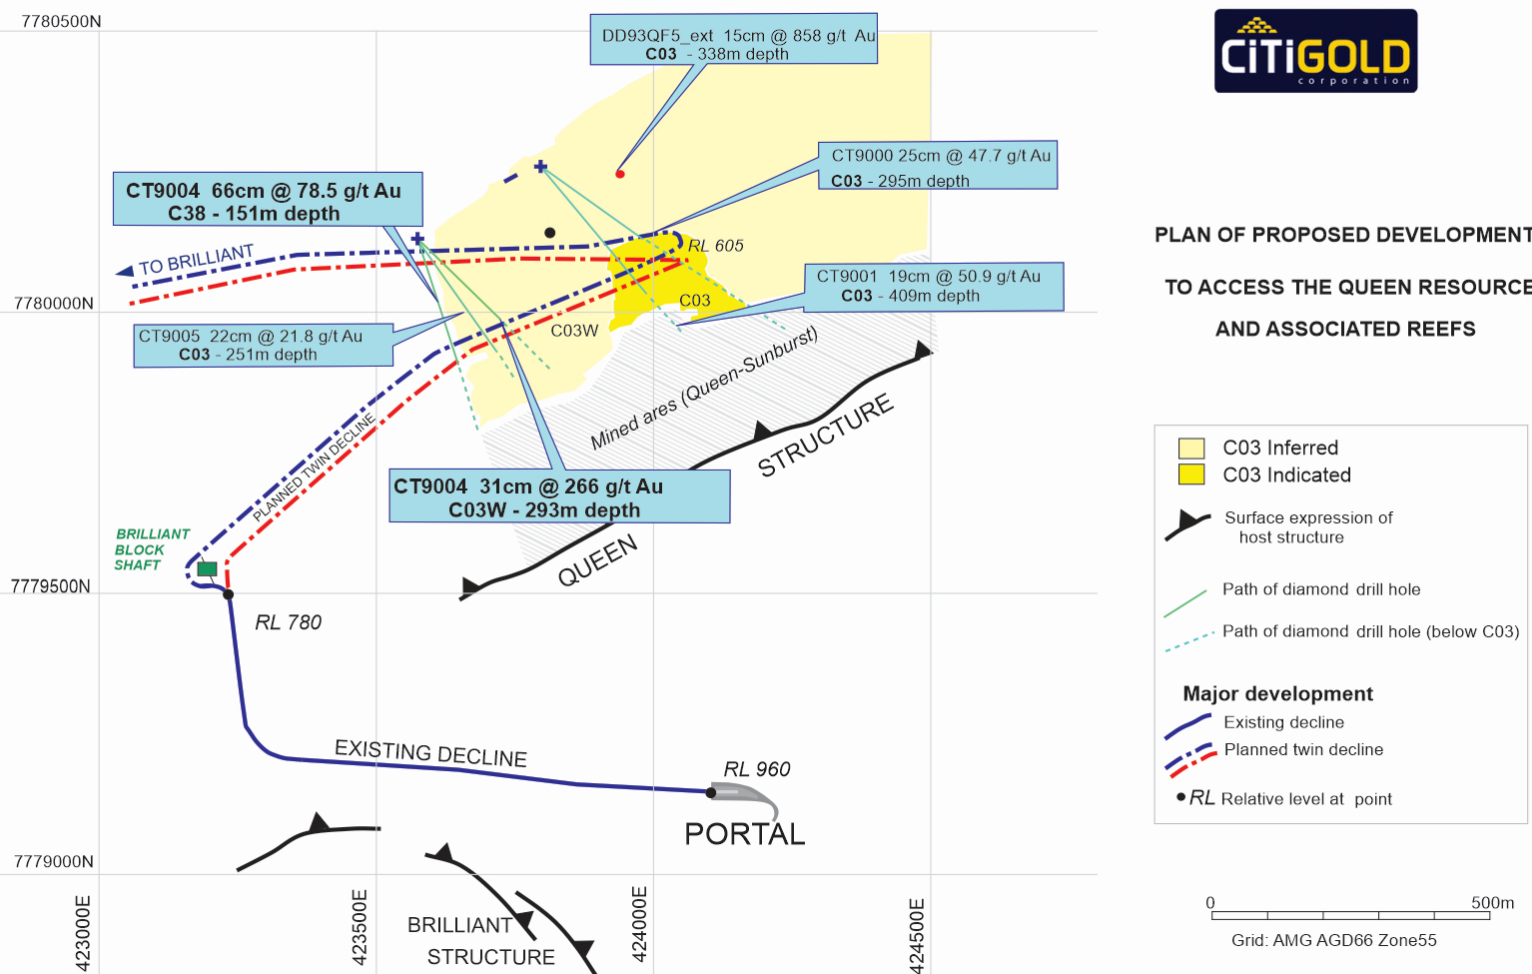 7780500N
DD93QF5_ext 15cm @ 858 g/t Au
C03 - 338m depth
CITIGOLD
corporation
CT9000 25cm @ 47.7 g/t Au
C03 - 295m depth
CT9004 66cm @ 78.5 g/t Au
C38 - 151m depth
PLAN OF PROPOSED DEVELOPMENT
TO ACCESS THE QUEEN RESOURCE
AND ASSOCIATED REEFS
TO BRILLIANT
RL 605
CT9001 19cm @ 50.9 g/t Au
C03 - 409m depth
7780000N
C03
C03W
CT9005 22cm @ 21.8 g/t Au
C03 - 251m depth
Mined ares (Queen-Sunburst)
QUEEN STRUCTURE
PLANNED TWIN DECLINE
CT9004 31cm @ 266 g/t Au
C03W - 293m depth
BRILLIANT
BLOCK
SHAFT
7779500N
RL 780
EXISTING DECLINE
RL 960
PORTAL
7779000N
BRILLIANT
STRUCTURE
423000E
423500E
424000E
424500E
C03 Inferred
C03 Indicated
Surface expression of
host structure
Path of diamond drill hole
Path of diamond drill hole (below C03)
Major development
Existing decline
Planned twin decline
RL Relative level at point
0 500m
Grid: AMG AGD66 Zone55